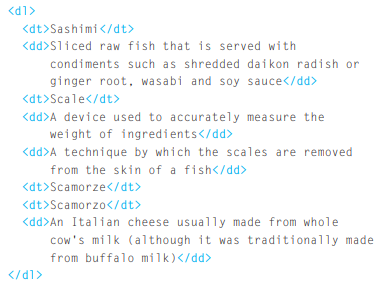 <dl>
<dt>Sashimi</dt>
<dd>Sliced raw fish that is served with
condiments such as shredded daikon radish or
ginger root, wasabi and soy sauce</dd>
<dt>Scale</dt>
<dd>A device used to accurately measure the
weight of ingredients</dd>
<dd>A technique by which the scales are removed
from the skin of a fish</dd>
<dt>Scamorze</dt>
<dt>Scamorzo</dt>
<dd>An Italian cheese usually made from whole
cow's milk (although it was traditionally made
from buffalo milk)</dd>
</dl>